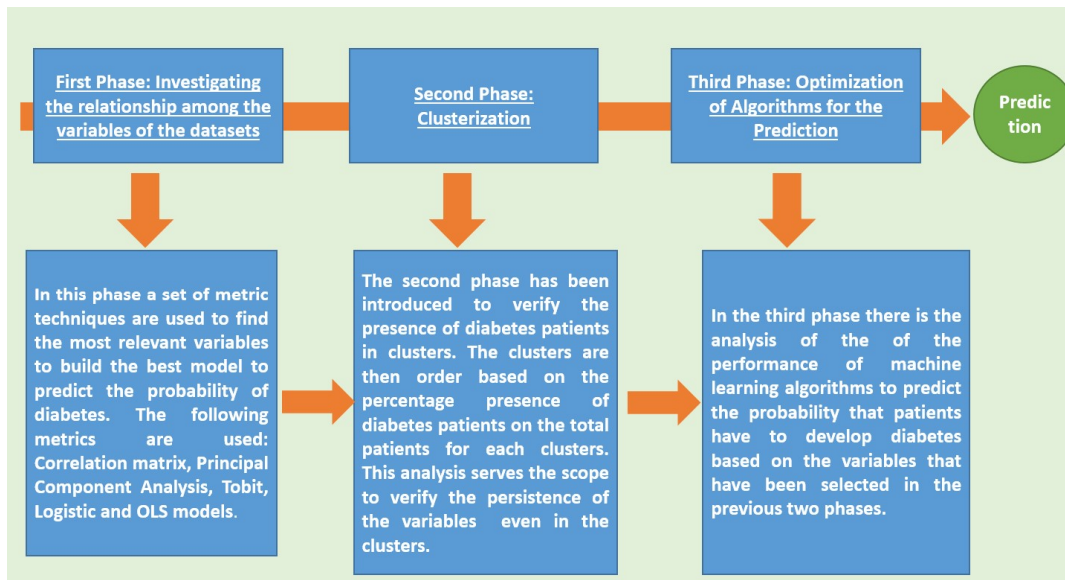 First Phase: Investigating
the relationship among the
variables of the datasets
Second Phase:
Clusterization
Third Phase: Optimization
of Algorithms for the
Prediction
Predic
tion
In this phase a set of metric
techniques are used to find
the most relevant variables
to build the best model to
predict the probability of
diabetes. The following
metrics are used:
Correlation matrix, Principal
Component Analysis, Tobit,
Logistic and OLS models.
The second phase has been
introduced to verify the
presence of diabetes patients
in clusters. The clusters are
then order based on the
percentage presence of
diabetes patients on the total
patients for each clusters.
This analysis serves the scope
to verify the persistence of
the variables even in the
clusters.
In the third phase there is the
analysis of the of the
performance of machine
learning algorithms to predict
the probability that patients
have to develop diabetes
based on the variables that
have been selected in the
previous two phases.